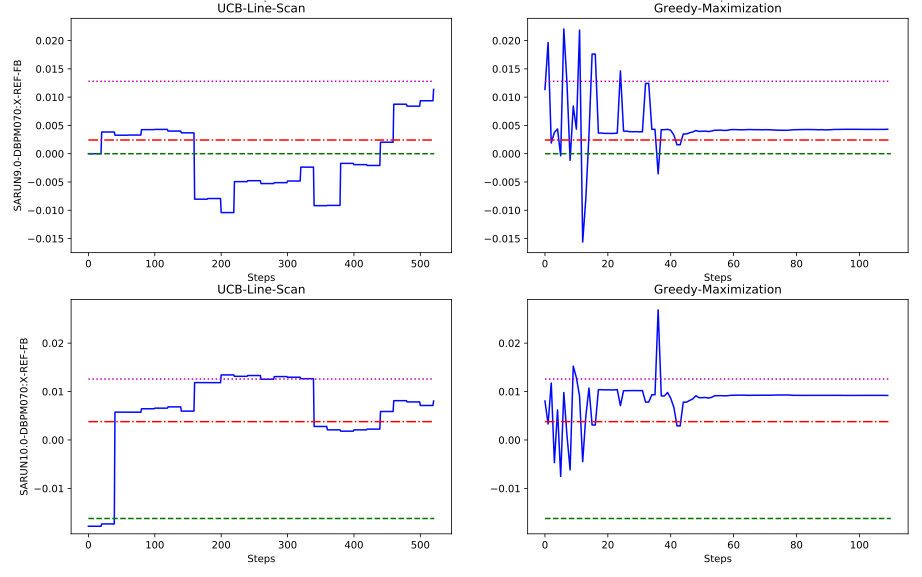 UCB-Line-Scan
Greedy-Maximization
SARUN9.0-DBPM070:X-REF-FB
0.020
0.015
0.010
0.005
0.000
−0.005
−0.010
−0.015
0 100 200 300 400 500
Steps
0.020
0.015
0.010
0.005
0.000
−0.005
−0.010
−0.015
0 20 40 60 80 100
Steps
UCB-Line-Scan
Greedy-Maximization
SARUN10.0-DBPM070:X-REF-FB
0.02
0.01
0.00
−0.01
0 100 200 300 400 500
Steps
0.02
0.01
0.00
−0.01
0 20 40 60 80 100
Steps